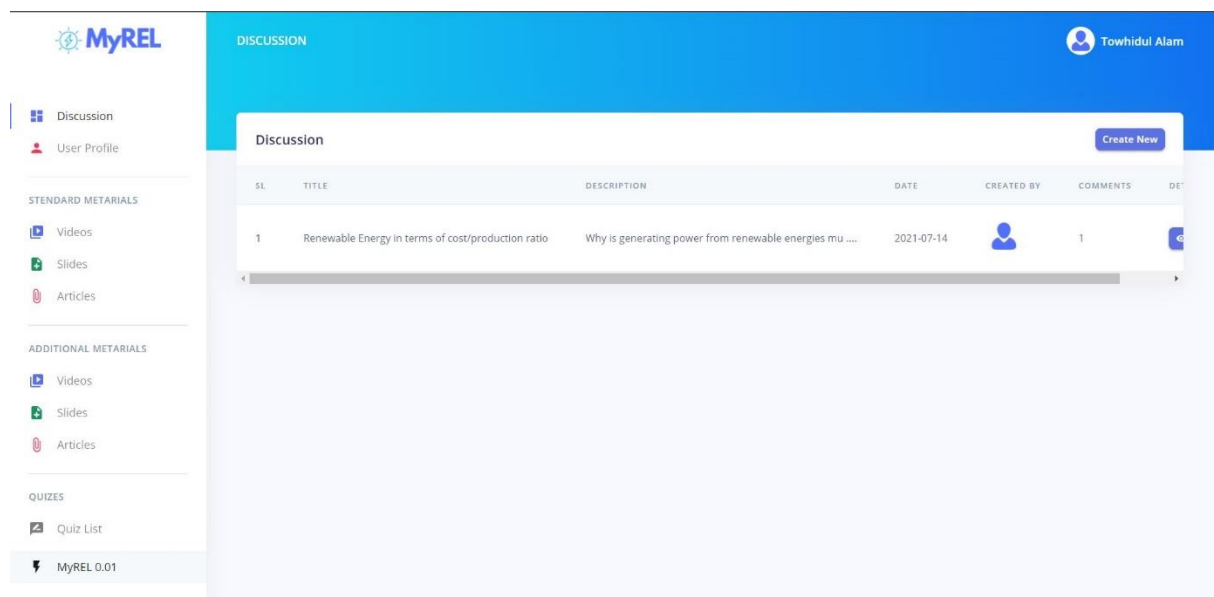 MyREL
DISCUSSION
Towhidul Alam
Discussion
User Profile
STENDARD METARIALS
Videos
Slides
Articles
ADDITIONAL METARIALS
Videos
Slides
Articles
QUIZES
Quiz List
MyREL 0.01
Discussion
Create New
SL TITLE DESCRIPTION DATE CREATED BY COMMENTS DET
1 Renewable Energy in terms of cost/production ratio Why is generating power from renewable energies mu .... 2021-07-14 1